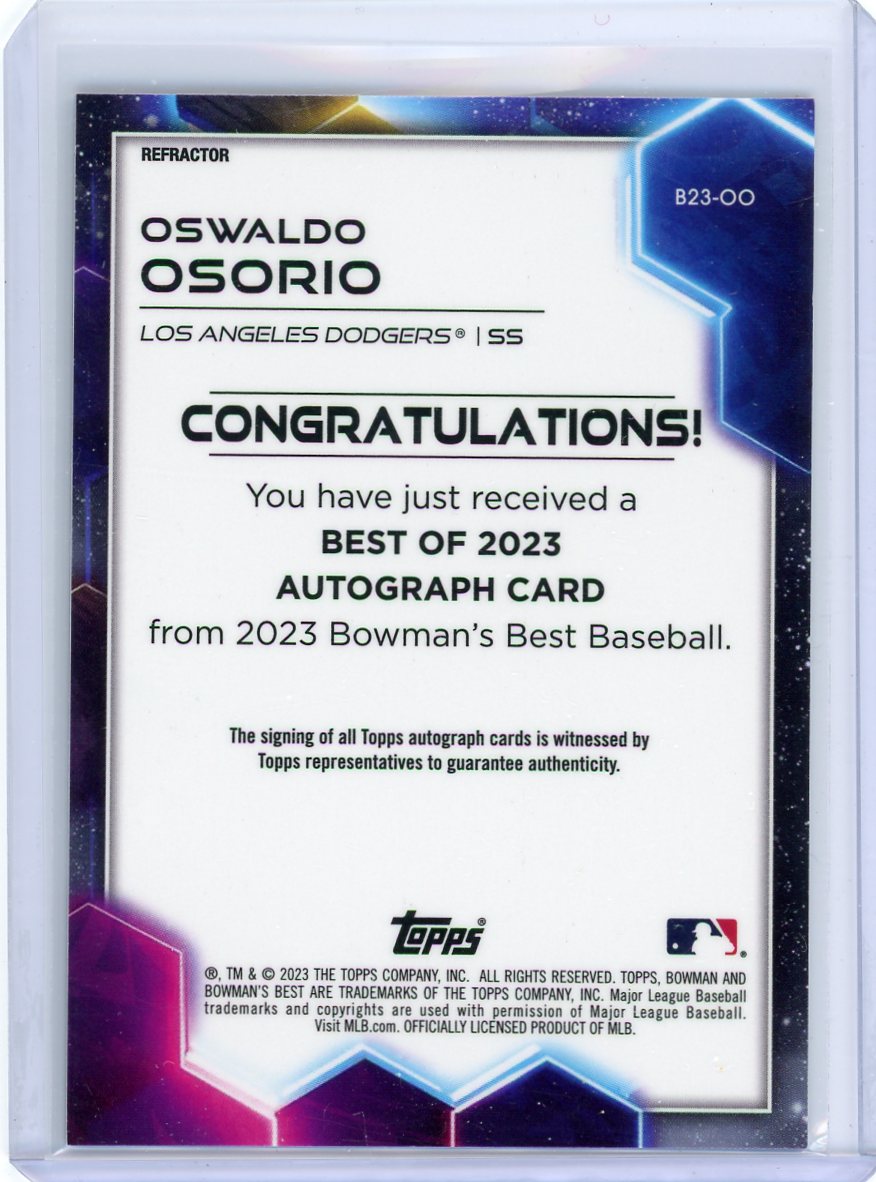 REFRACTOR
B23-OO
OSWALDO
OSORIO
LOS ANGELES DODGERS® | SS
CONGRATULATIONS!
You have just received a
BEST OF 2023
AUTOGRAPH CARD
from 2023 Bowman's Best Baseball.
The signing of all Topps autograph cards is witnessed by
Topps representatives to guarantee authenticity.
Topps®
®, TM & © 2023 THE TOPPS COMPANY, INC. ALL RIGHTS RESERVED. TOPPS, BOWMAN AND
BOWMAN'S BEST ARE TRADEMARKS OF THE TOPPS COMPANY, INC. Major League Baseball
trademarks and copyrights are used with permission of Major League Baseball.
Visit MLB.com. OFFICIALLY LICENSED PRODUCT OF MLB.